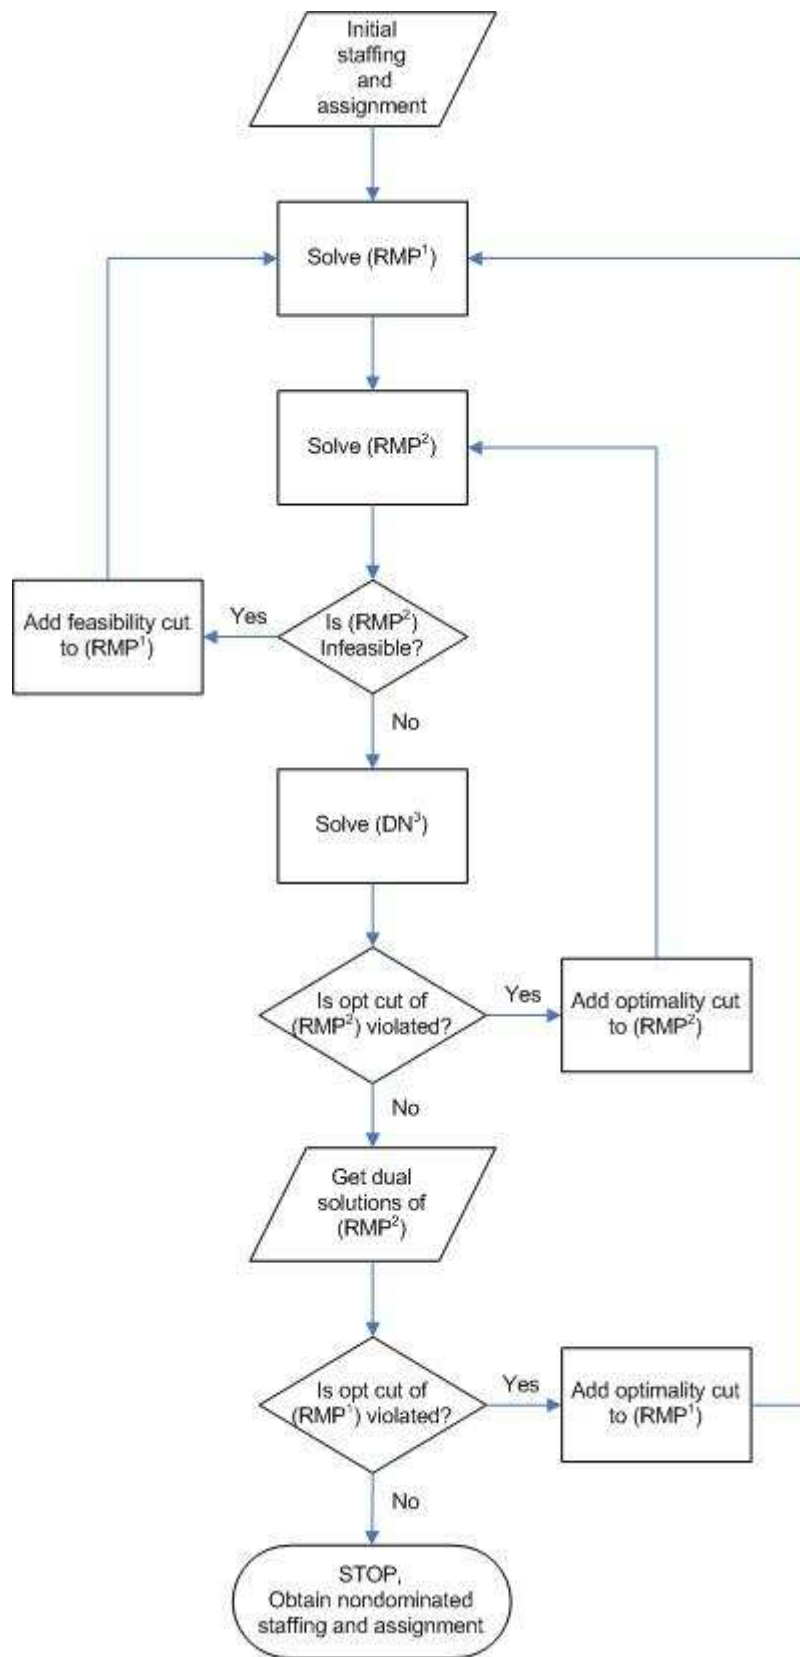 Initial
staffing
and
assignment
Solve (RMP¹)
Solve (RMP²)
Add feasibility cut
to (RMP¹)
Yes
Is (RMP²)
Infeasible?
No
Solve (DN³)
Is opt cut of
(RMP²) violated?
Yes
Add optimality cut
to (RMP²)
No
Get dual
solutions of
(RMP²)
Is opt cut of
(RMP¹) violated?
Yes
Add optimality cut
to (RMP¹)
No
STOP,
Obtain nondominated
staffing and assignment